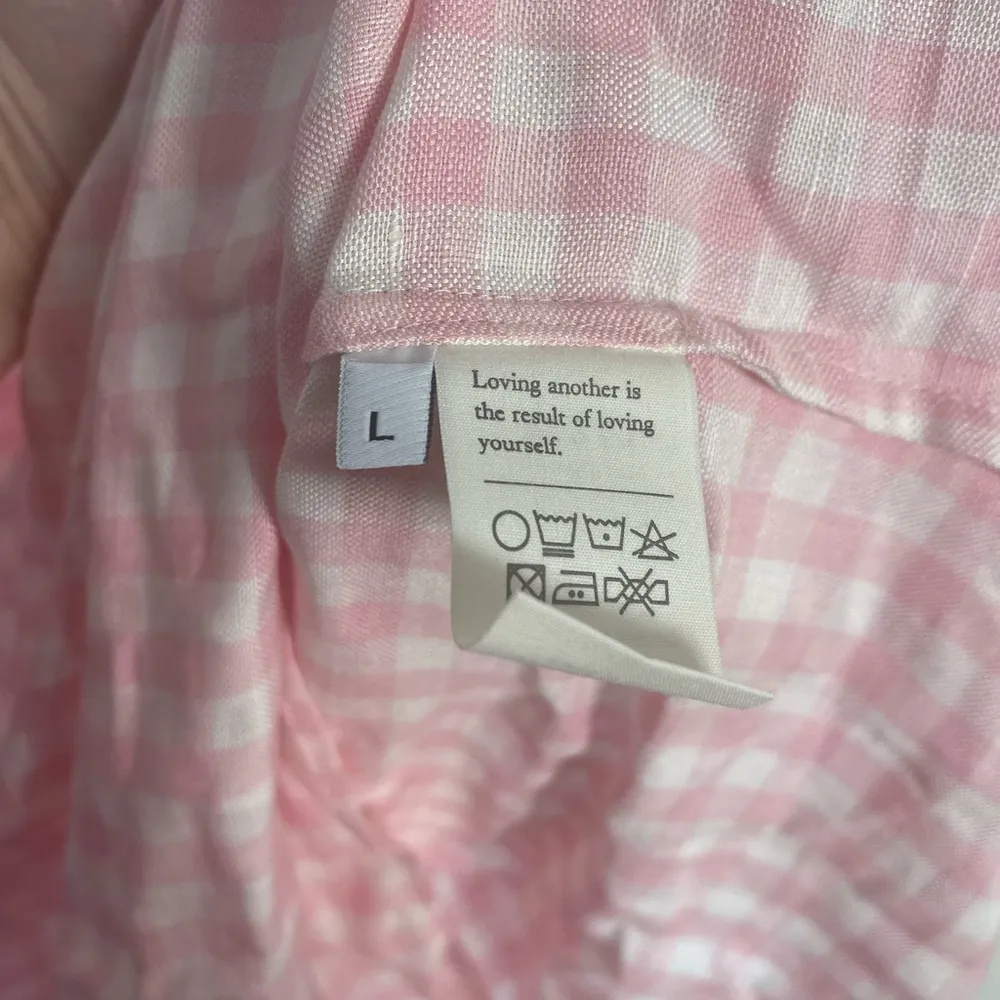 L
Loving another is
the result of loving
yourself.